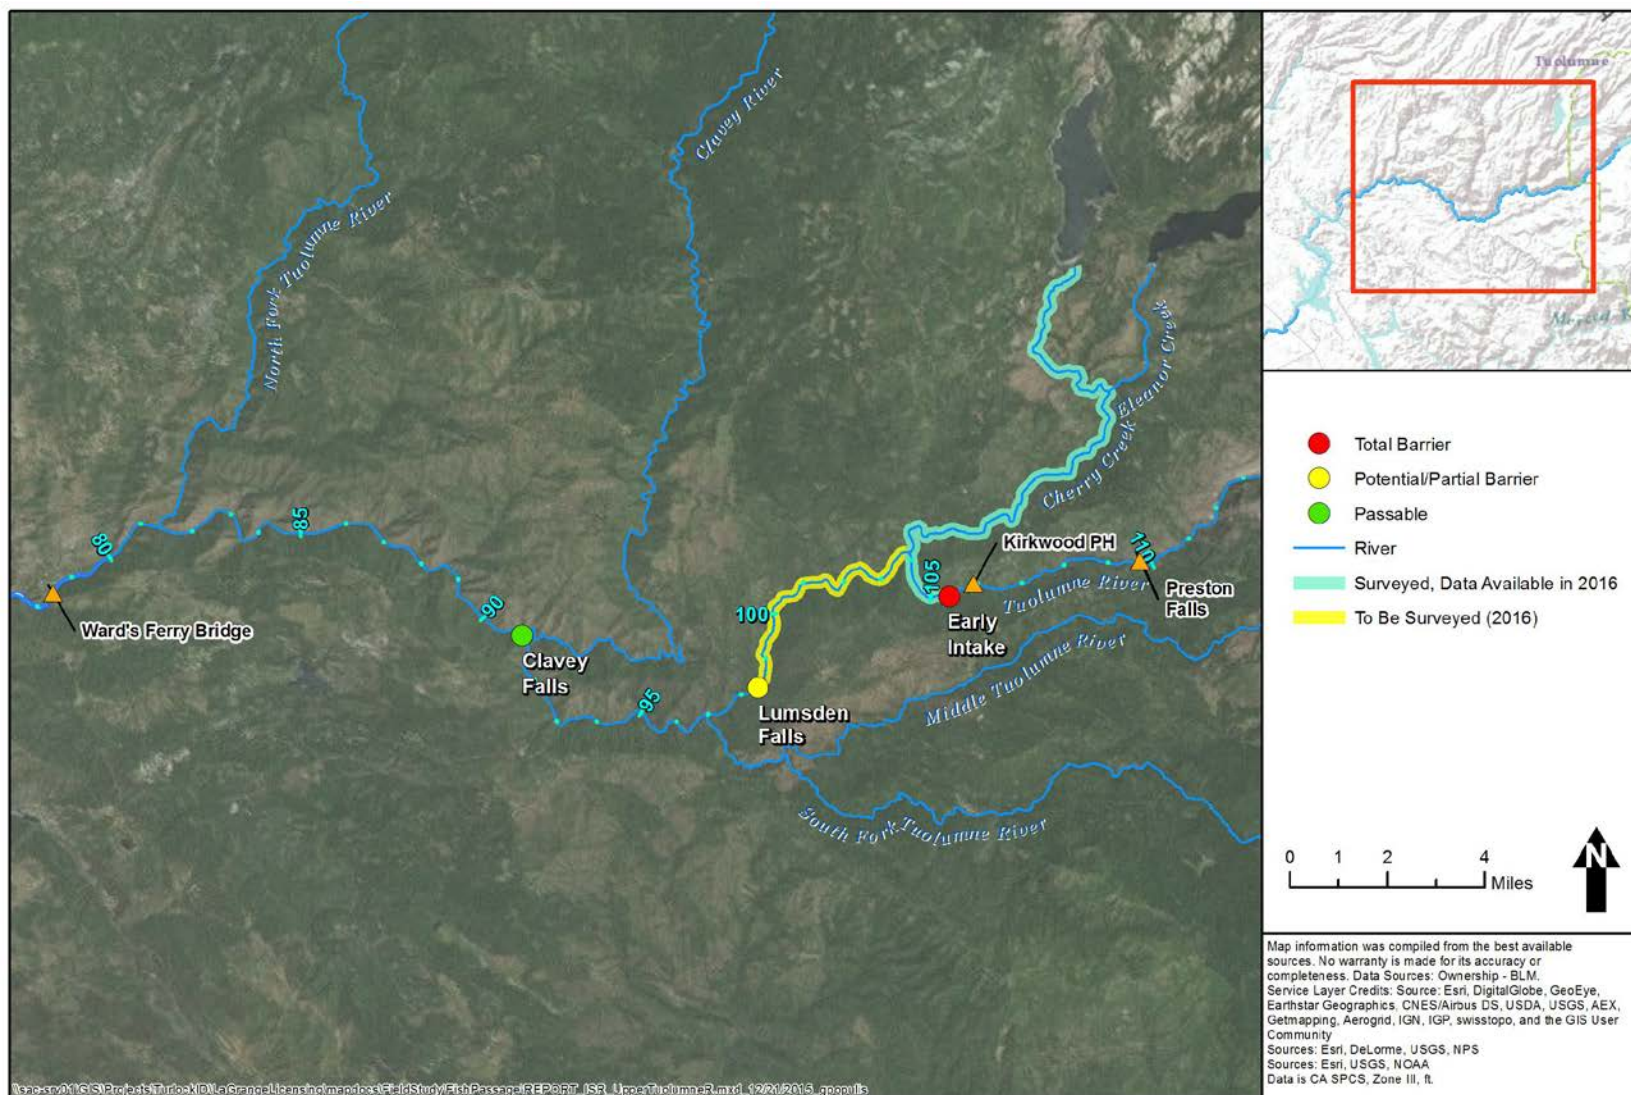 Clavey River
North Fork Tuolumne River
Eleanor Creek
Cherry Creek
80
85
90
95
100
105
110
Kirkwood PH
Tuolumne River
Preston
Falls
Early
Intake
Ward's Ferry Bridge
Clavey
Falls
Lumsden
Falls
Middle Tuolumne River
South Fork Tuolumne River
Tuolumne
Total Barrier
Potential/Partial Barrier
Passable
River
Surveyed, Data Available in 2016
To Be Surveyed (2016)
0 1 2 4
Miles
N
Map information was compiled from the best available
sources. No warranty is made for its accuracy or
completeness. Data Sources: Ownership - BLM.
Service Layer Credits: Source: Esri, DigitalGlobe, GeoEye,
Earthstar Geographics, CNES/Airbus DS, USDA, USGS, AEX,
Getmapping, Aerogrid, IGN, IGP, swisstopo, and the GIS User
Community
Sources: Esri, DeLorme, USGS, NPS
Sources: Esri, USGS, NOAA
Data is CA SPCS, Zone III, ft.